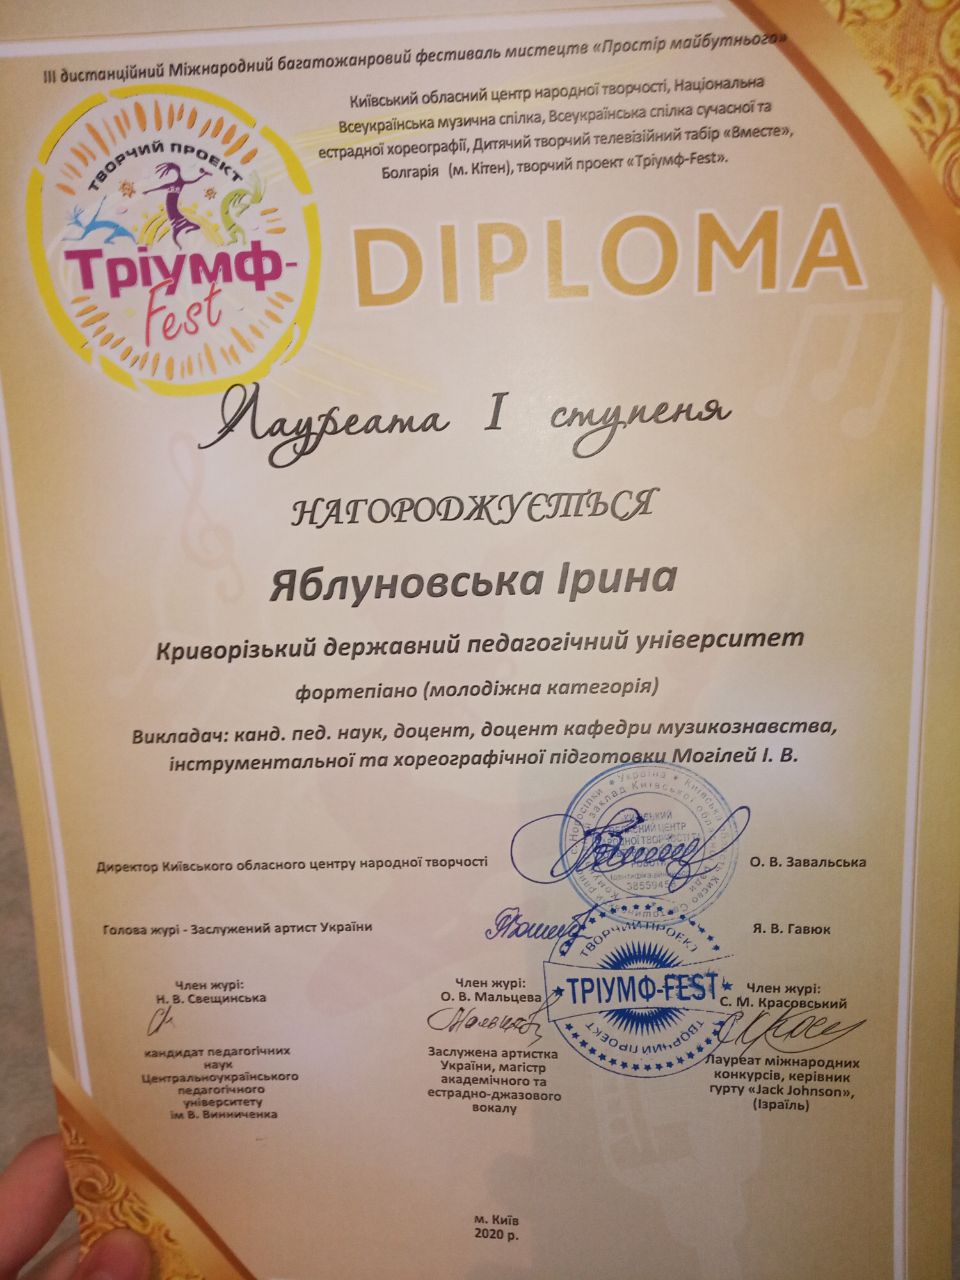 III дистанційний Міжнародний багатожанровий фестиваль мистецтв «Простір майбутнього»
Київський обласний центр народної творчості, Національна
Всеукраїнська музична спілка, Всеукраїнська спілка сучасної та
естрадної хореографії, Дитячий творчий телевізійний табір «Вместе»,
Болгарія (м. Кітен), творчий проект «Тріумф-Fest».
ТВОРЧИЙ ПРОЕКТ
Тріумф-
Fest
DIPLOMA
Лауреата I ступеня
НАГОРОДЖУЄТЬСЯ
Яблуновська Ірина
Криворізький державний педагогічний університет
фортепіано (молодіжна категорія)
Викладач: канд. пед. наук, доцент, доцент кафедри музикознавства,
інструментальної та хореографічної підготовки Могілей І. В.
Директор Київського обласного центру народної творчості
О. В. Завальська
Голова журі - Заслужений артист України
Я. В. Гавюк
ТВОРЧИЙ ПРОЕКТ
ТРІУМФ-FEST
ТВОРЧИЙ ПРОЕКТ
Член журі:
Н. В. Свещинська
кандидат педагогічних
наук
Центральноукраїнського
педагогічного
університету
ім В. Винниченка
Член журі:
О. В. Мальцева
Заслужена артистка
України, магістр
академічного та
естрадно-джазового
вокалу
Член журі:
С. М. Красовський
Лауреат міжнародних
конкурсів, керівник
гурту «Jack Johnson»,
(Ізраїль)
м. Київ
2020 р.